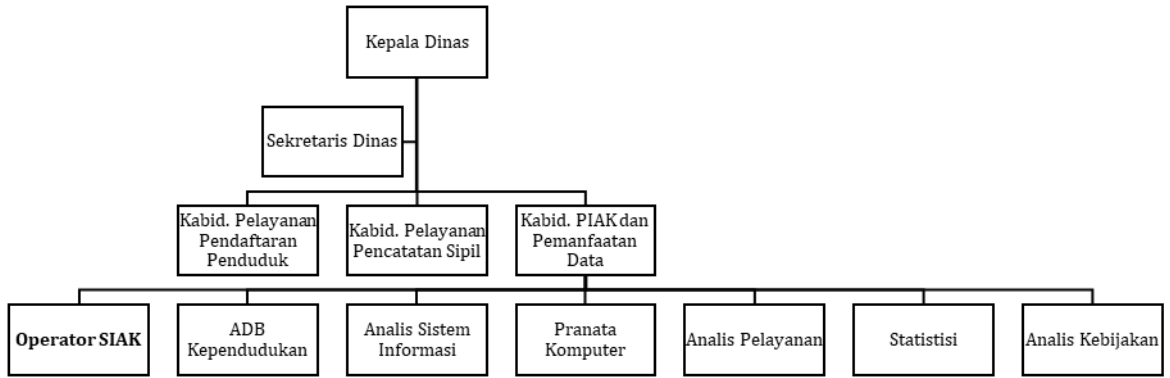 Kepala Dinas
Sekretaris Dinas
Kabid. Pelayanan
Pendaftaran
Penduduk
Kabid. Pelayanan
Pencatatan Sipil
Kabid. PIAK dan
Pemanfaatan
Data
Operator SIAK
ADB
Kependudukan
Analis Sistem
Informasi
Pranata
Komputer
Analis Pelayanan
Statistisi
Analis Kebijakan